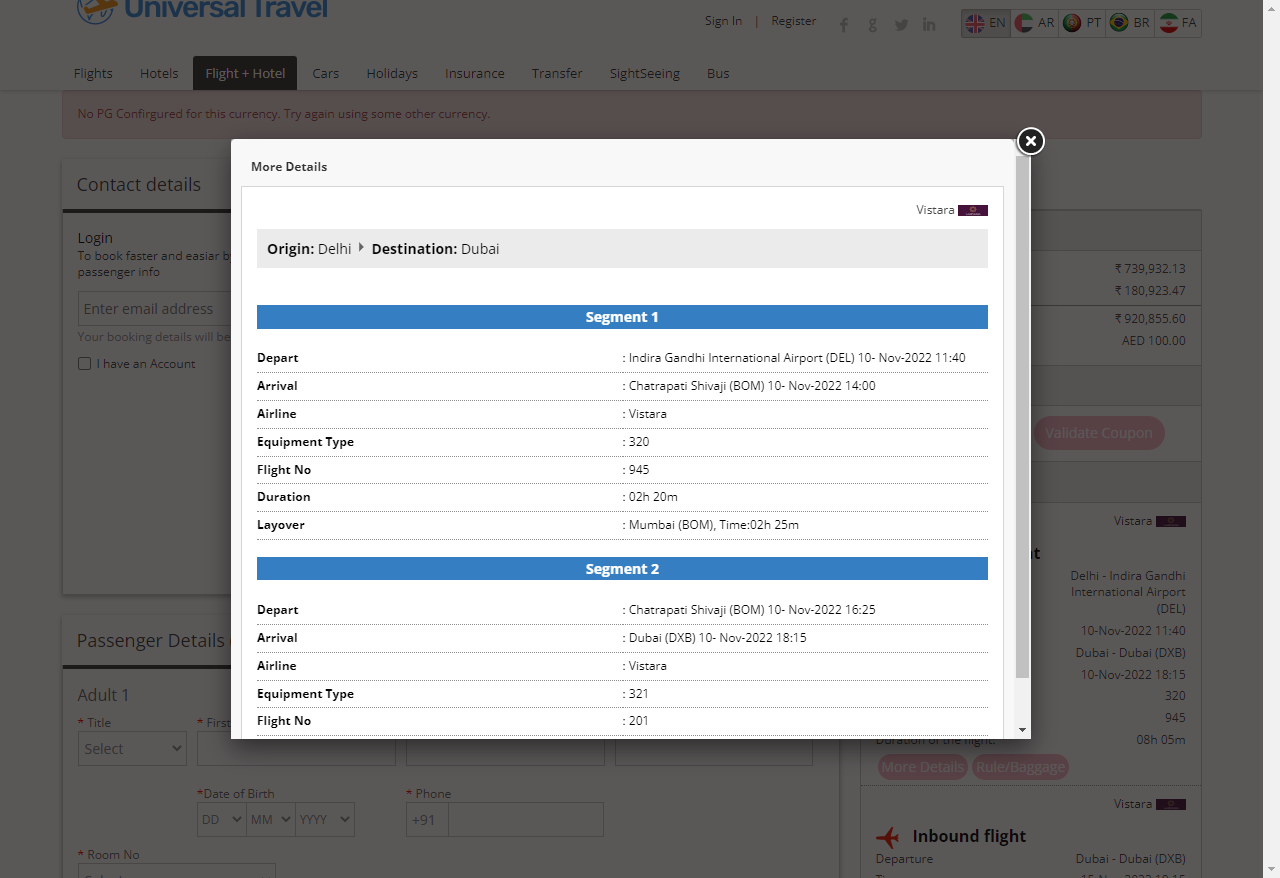 Universal Travel
Sign In | Register
EN AR PT BR FA
Flights Hotels Flight + Hotel Cars Holidays Insurance Transfer SightSeeing Bus
No PG Confirgured for this currency. Try again using some other currency.
Contact details
Login
To book faster and easiar b
passenger info
Enter email address
Your booking details will be
I have an Account
More Details
Vistara
Origin: Delhi Destination: Dubai
Segment 1
Depart : Indira Gandhi International Airport (DEL) 10- Nov-2022 11:40
Arrival : Chatrapati Shivaji (BOM) 10- Nov-2022 14:00
Airline : Vistara
Equipment Type : 320
Flight No : 945
Duration : 02h 20m
Layover : Mumbai (BOM), Time:02h 25m
Segment 2
Depart : Chatrapati Shivaji (BOM) 10- Nov-2022 16:25
Arrival : Dubai (DXB) 10- Nov-2022 18:15
Airline : Vistara
Equipment Type : 321
Flight No : 201
₹ 739,932.13
₹ 180,923.47
₹ 920,855.60
AED 100.00
Validate Coupon
Vistara
Delhi - Indira Gandhi
International Airport
(DEL)
10-Nov-2022 11:40
Dubai - Dubai (DXB)
10-Nov-2022 18:15
320
945
Duration of the flight: 08h 05m
More Details Rule/Baggage
Vistara
Inbound flight
Departure Dubai - Dubai (DXB)
Passenger Details
Adult 1
* Title
* First
Select
*Date of Birth
* Phone
DD MM YYYY
+91
* Room No